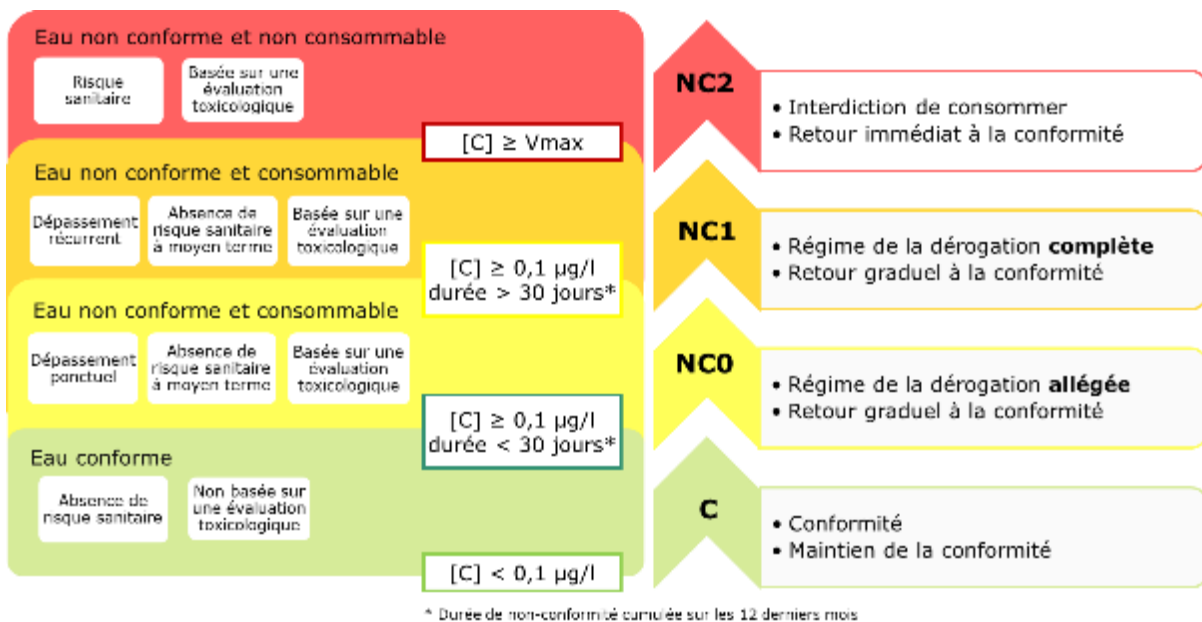 Eau non conforme et non consommable
Risque
sanitaire
Basée sur une
évaluation
toxicologique
[C] ≥ Vmax
NC2
• Interdiction de consommer
• Retour immédiat à la conformité
Eau non conforme et consommable
Dépassement
récurrent
Absence de
risque sanitaire
à moyen terme
Basée sur une
évaluation
toxicologique
[C] ≥ 0,1 µg/l
durée > 30 jours*
NC1
• Régime de la dérogation complète
• Retour graduel à la conformité
Eau non conforme et consommable
Dépassement
ponctuel
Absence de
risque sanitaire
à moyen terme
Basée sur une
évaluation
toxicologique
[C] ≥ 0,1 µg/l
durée < 30 jours*
NC0
• Régime de la dérogation allégée
• Retour graduel à la conformité
Eau conforme
Absence de
risque sanitaire
Non basée sur
une évaluation
toxicologique
[C] < 0,1 µg/l
C
• Conformité
• Maintien de la conformité
* Durée de non-conformité cumulée sur les 12 derniers mois